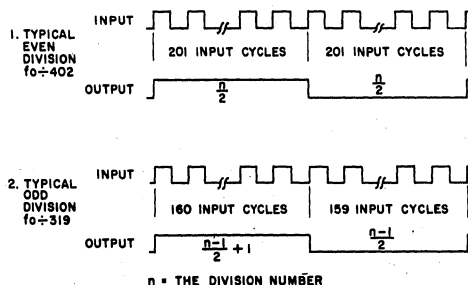 1. TYPICAL EVEN DIVISION fo÷402
INPUT
201 INPUT CYCLES 201 INPUT CYCLES
OUTPUT n/2 n/2
2. TYPICAL ODD DIVISION fo÷319
INPUT
160 INPUT CYCLES 159 INPUT CYCLES
OUTPUT n-1/2 + 1 n-1/2
n = THE DIVISION NUMBER